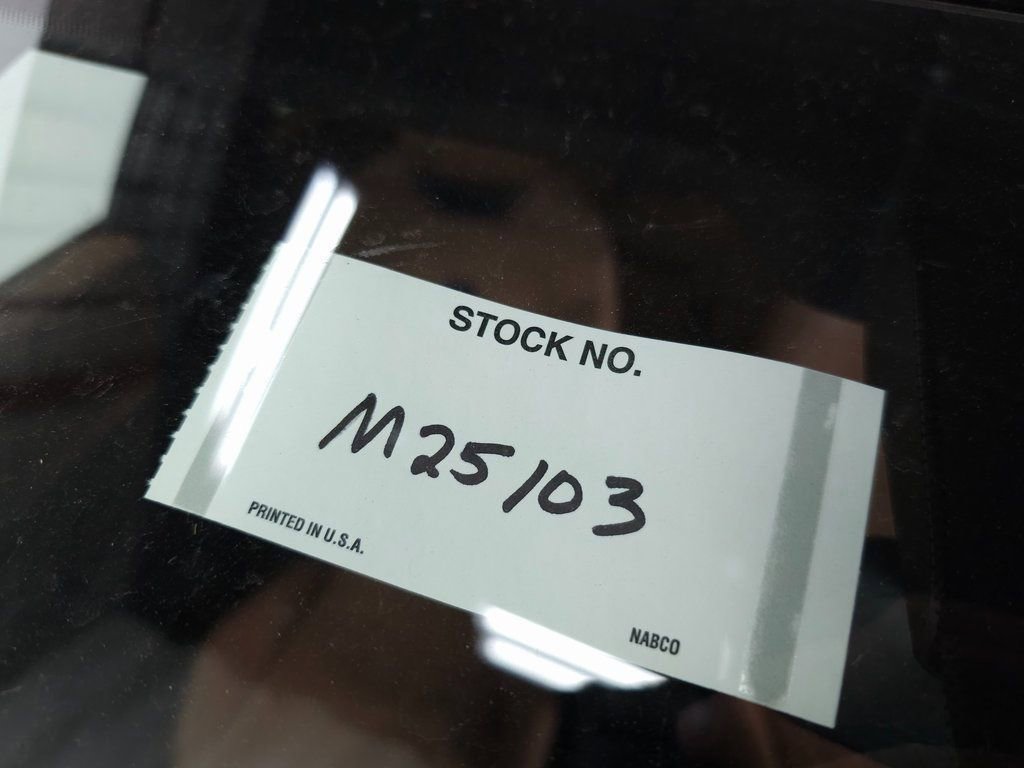 STOCK NO.
M25103
PRINTED IN U.S.A.
NABCO